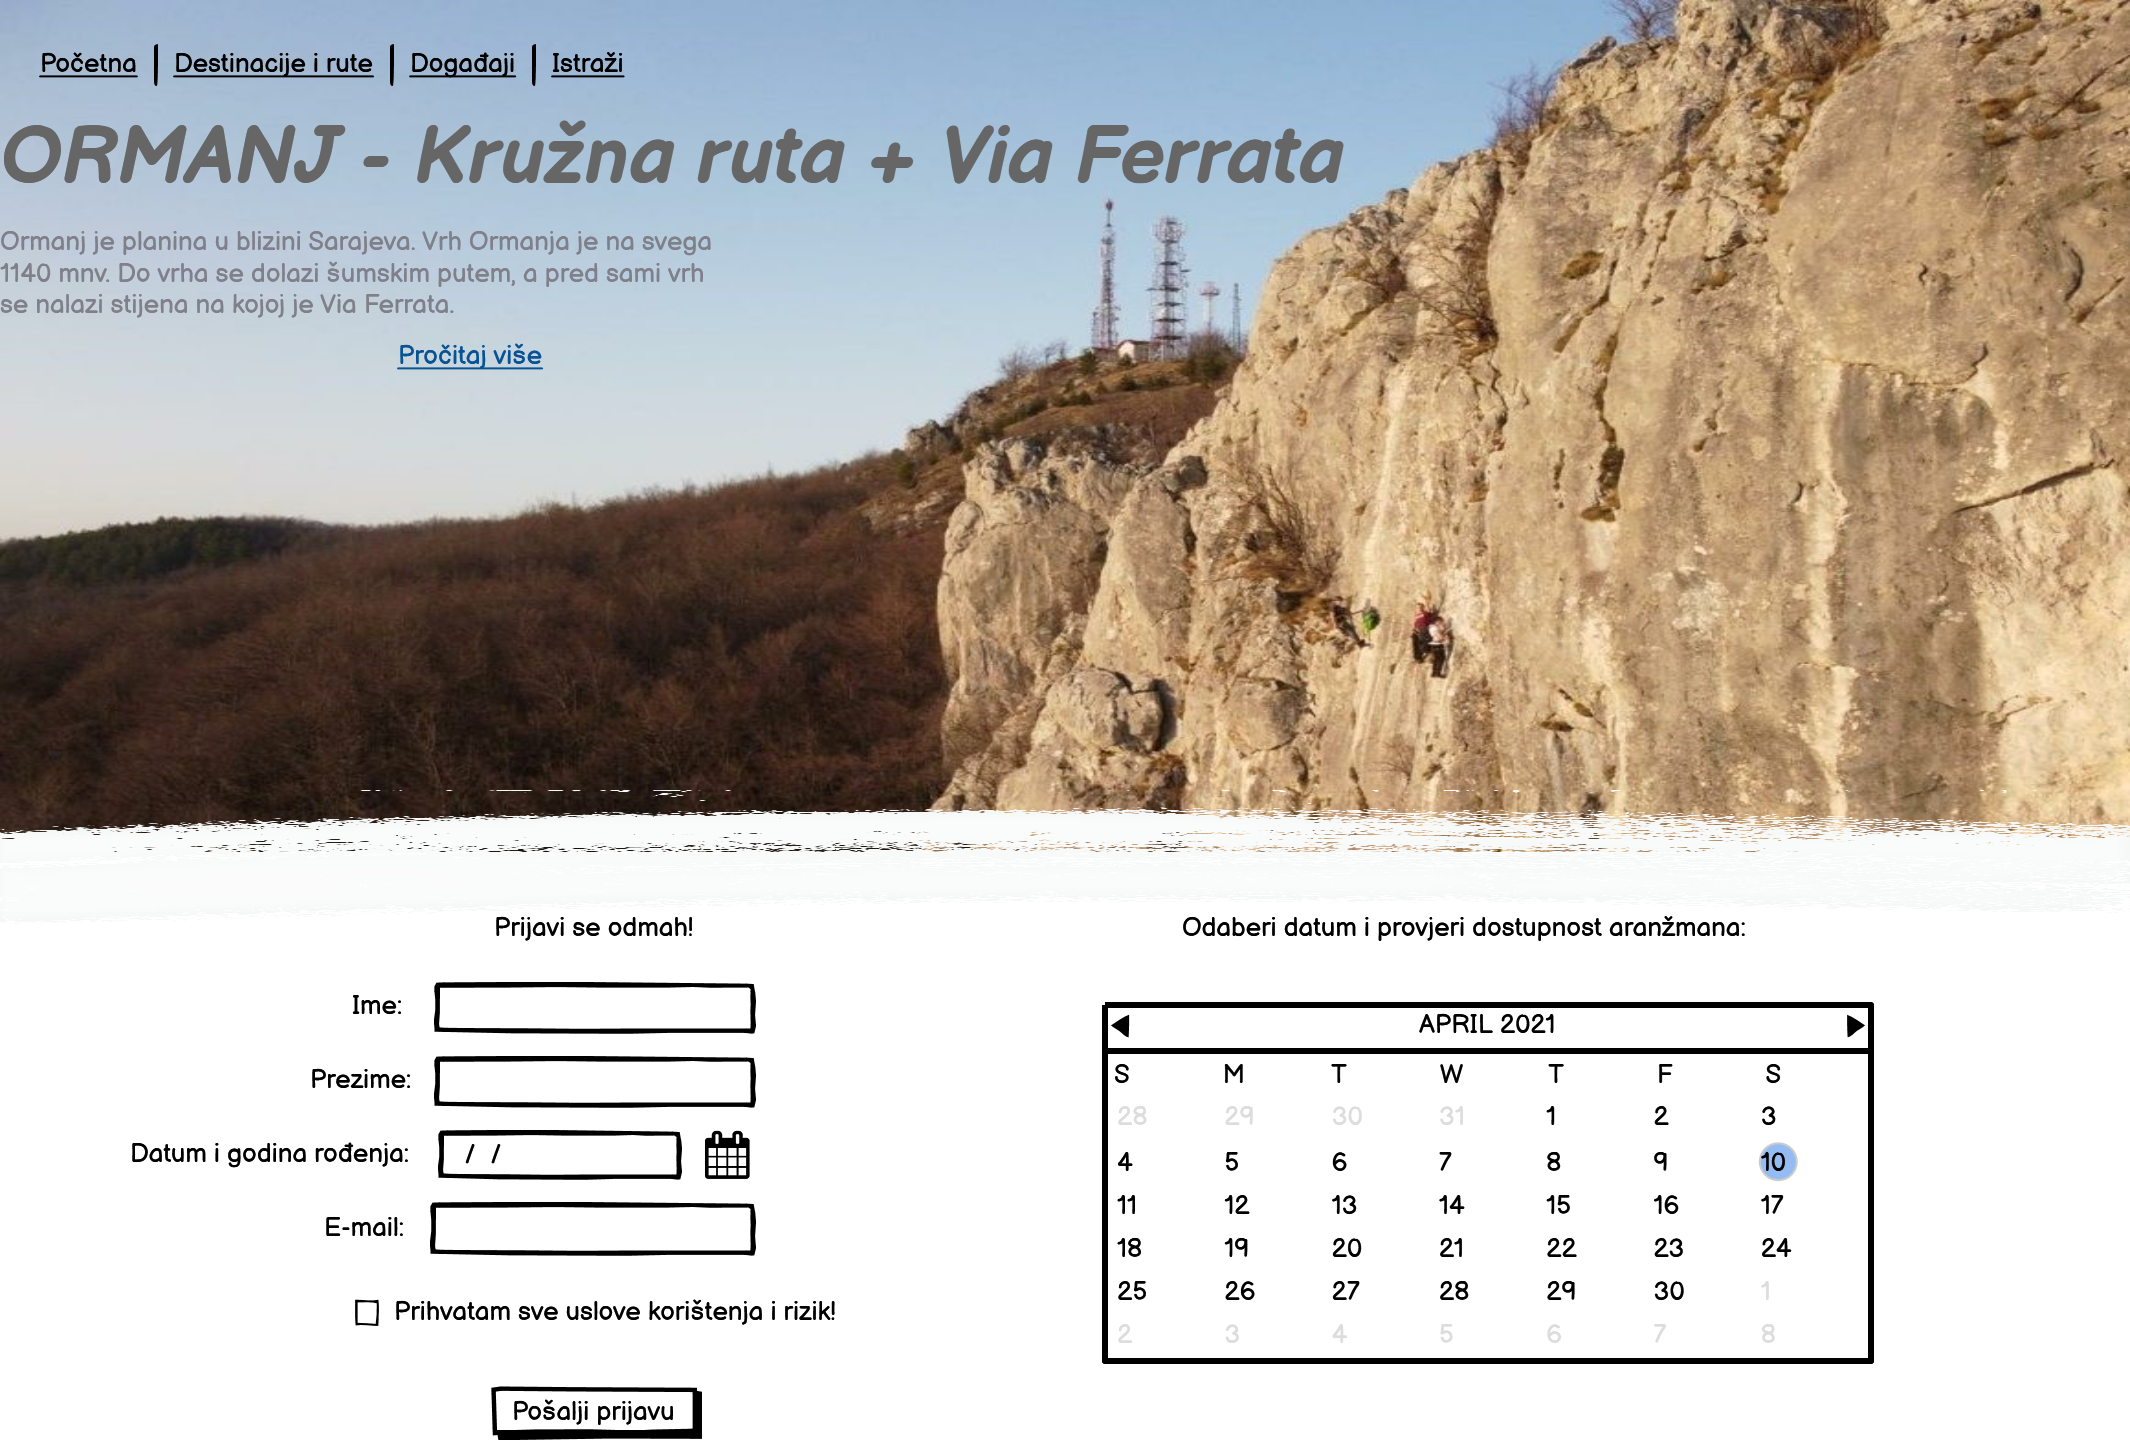 Početna | Destinacije i rute | Događaji | Istraži
ORMANJ - Kružna ruta + Via Ferrata
Ormanj je planina u blizini Sarajeva. Vrh Ormanja je na svega
1140 mnv. Do vrha se dolazi šumskim putem, a pred sami vrh
se nalazi stijena na kojoj je Via Ferrata.
Pročitaj više
Prijavi se odmah!
Ime:
Prezime:
Datum i godina rođenja: / /
E-mail:
Prihvatam sve uslove korištenja i rizik!
Pošalji prijavu
Odaberi datum i provjeri dostupnost aranžmana:
APRIL 2021
S M T W T F S
28 29 30 31 1 2 3
4 5 6 7 8 9 10
11 12 13 14 15 16 17
18 19 20 21 22 23 24
25 26 27 28 29 30 1
2 3 4 5 6 7 8